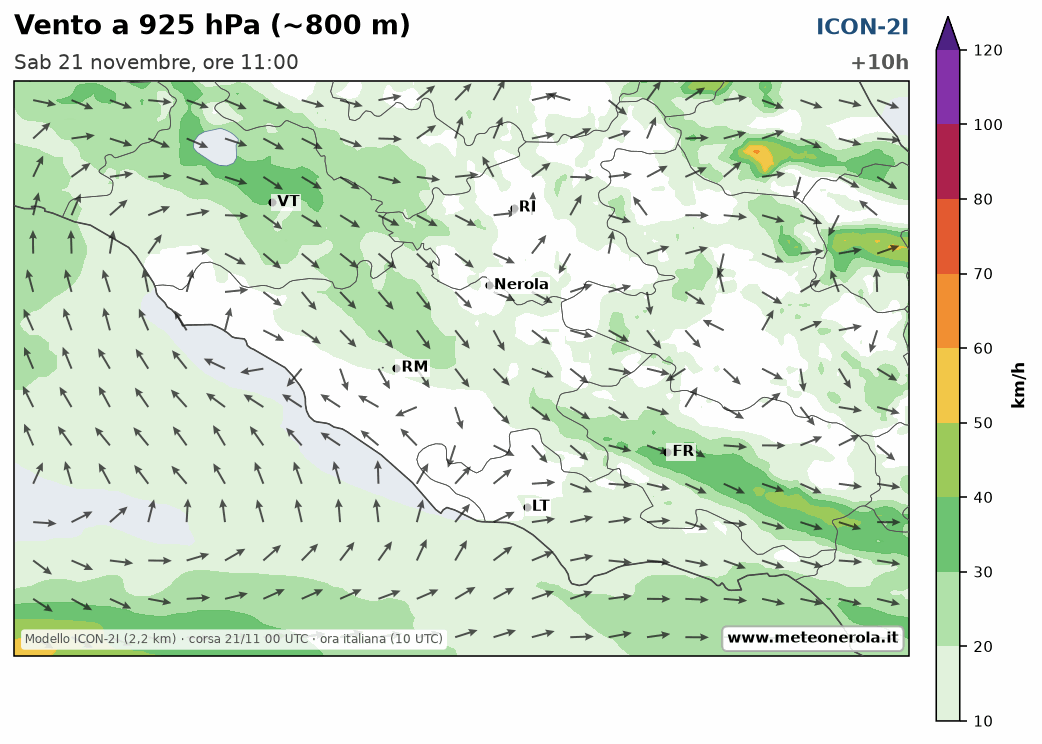 Vento a 925 hPa (~800 m)
ICON-2I
Sab 21 novembre, ore 11:00
+10h
VT
RI
Nerola
RM
FR
LT
Modello ICON-2I (2,2 km) · corsa 21/11 00 UTC · ora italiana (10 UTC)
www.meteonerola.it
120
100
80
70
60
50
40
30
20
10
km/h